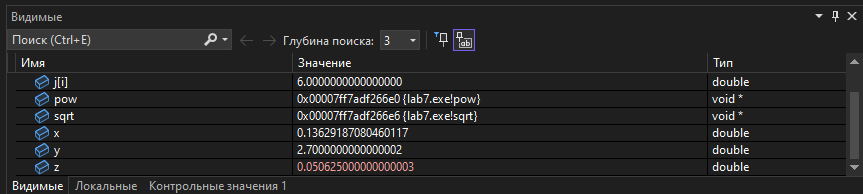 Видимые
Поиск (Ctrl+E) Глубина поиска: 3
Имя Значение Тип
j[i] 6.0000000000000000 double
pow 0x00007ff7adf266e0 {lab7.exe!pow} void *
sqrt 0x00007ff7adf266e6 {lab7.exe!sqrt} void *
x 0.13629187080460117 double
y 2.7000000000000002 double
z 0.050625000000000003 double
Видимые Локальные Контрольные значения 1